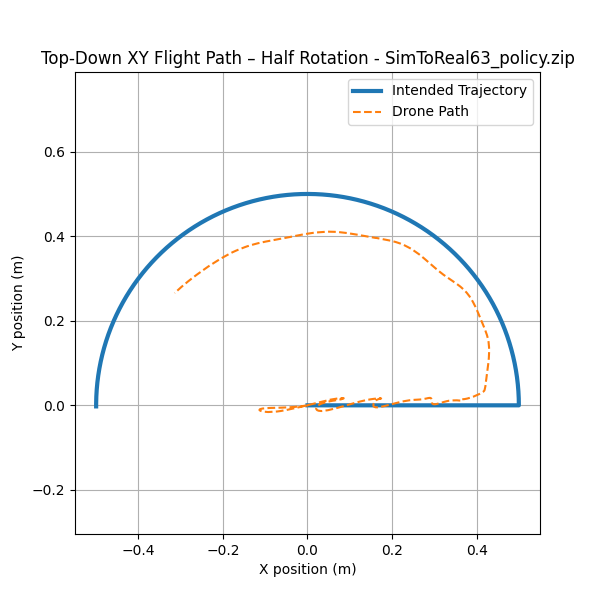 Top-Down XY Flight Path – Half Rotation - SimToReal63_policy.zip
Intended Trajectory
Drone Path
Y position (m)
0.6
0.4
0.2
0.0
−0.2
−0.4
−0.2
0.0
0.2
0.4
X position (m)